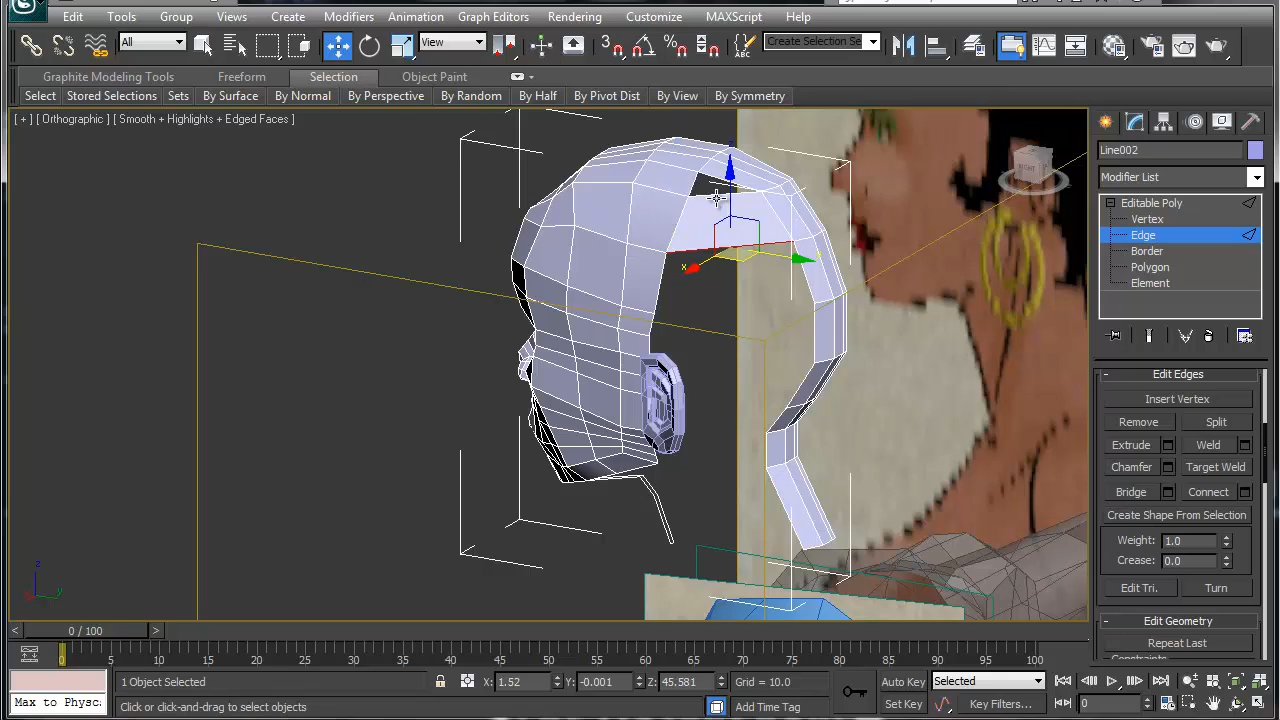 Edit Tools Group Views Create Modifiers Animation Graph Editors Rendering Customize MAXScript Help
All View 3 ABC Create Selection Se
Graphite Modeling Tools Freeform Selection Object Paint
Select Stored Selections Sets By Surface By Normal By Perspective By Random By Half By Pivot Dist By View By Symmetry
[ + ] [ Orthographic ] [ Smooth + Highlights + Edged Faces ]
Line002
Modifier List
Editable Poly
Vertex
Edge
Border
Polygon
Element
- Edit Edges
Insert Vertex
Remove Split
Extrude Weld
Chamfer Target Weld
Bridge Connect
Create Shape From Selection
Weight: 1.0
Crease: 0.0
Edit Tri. Turn
- Edit Geometry
Repeat Last
x
z
< 0 / 100 >
0 5 10 15 20 25 30 35 40 45 50 55 60 65 70 75 80 85 90 95 100
1 Object Selected X: 1.52 Y: -0.001 Z: 45.581 Grid = 10.0 Auto Key Selected
Max to Physc Click or click-and-drag to select objects Add Time Tag Set Key Key Filters... 0